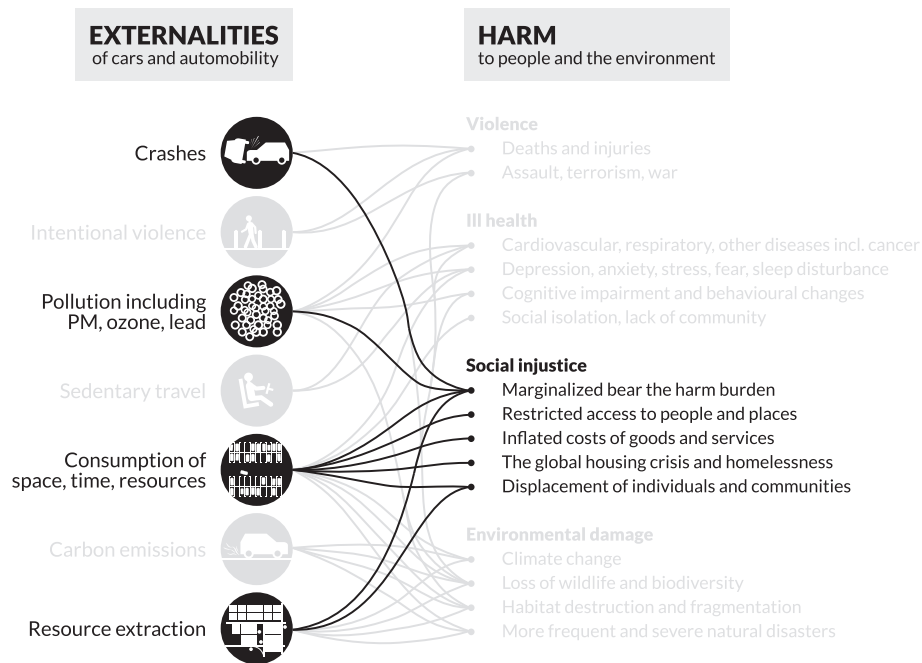 EXTERNALITIES
of cars and automobility
Crashes
Intentional violence
Pollution including
PM, ozone, lead
Sedentary travel
Consumption of
space, time, resources
Carbon emissions
Resource extraction
HARM
to people and the environment
Violence
Deaths and injuries
Assault, terrorism, war
Ill health
Cardiovascular, respiratory, other diseases incl. cancer
Depression, anxiety, stress, fear, sleep disturbance
Cognitive impairment and behavioural changes
Social isolation, lack of community
Social injustice
Marginalized bear the harm burden
Restricted access to people and places
Inflated costs of goods and services
The global housing crisis and homelessness
Displacement of individuals and communities
Environmental damage
Climate change
Loss of wildlife and biodiversity
Habitat destruction and fragmentation
More frequent and severe natural disasters